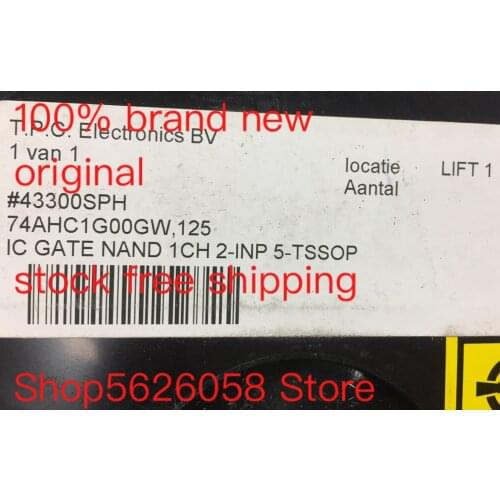 100% brand new
T.P.C. Electronics BV
1 van 1
original
locatie
LIFT 1
Aantal
#43300SPH
74AHC1G00GW,125
IC GATE NAND 1CH 2-INP 5-TSSOP
stock free shipping
Shop5626058 Store